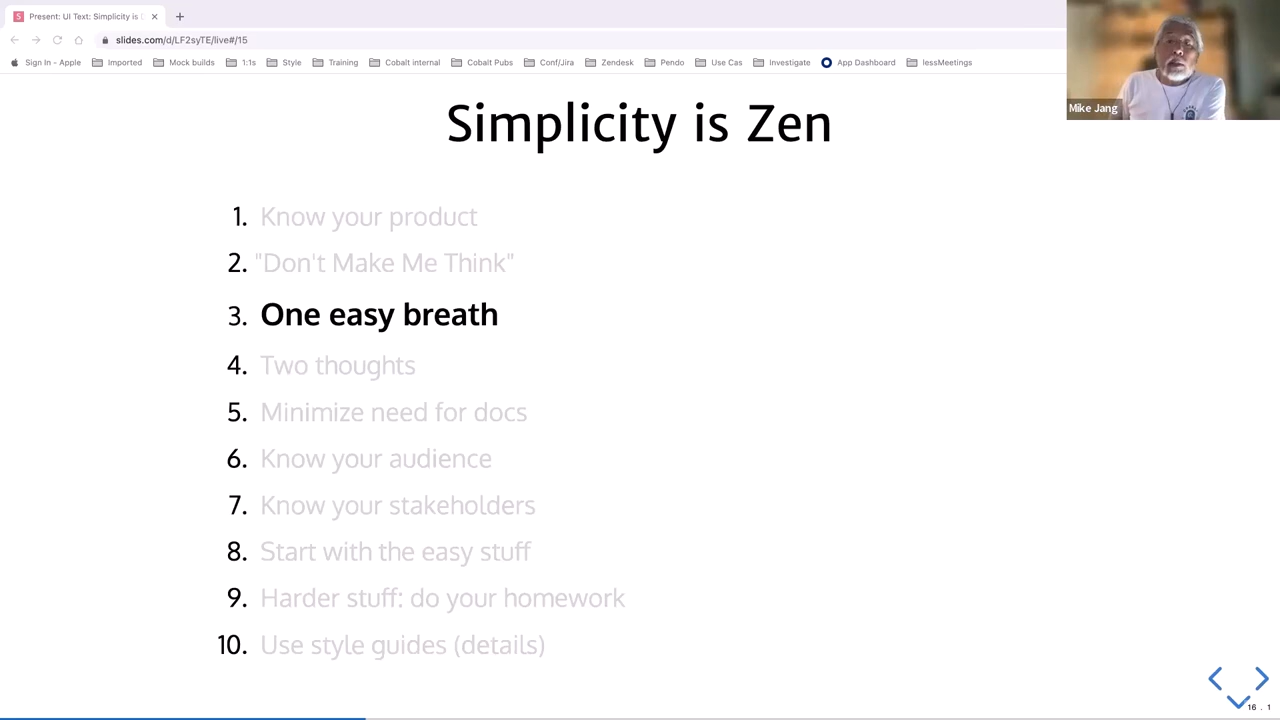 Present: UI Text: Simplicity is
slides.com/d/LF2syTE/live#/15
Sign In - Apple Imported Mock builds 1:1s Style Training Cobalt internal Cobalt Pubs Conf/Jira Zendesk Pendo Use Cas Investigate App Dashboard lessMeetings
Mike Jang
Simplicity is Zen
1. Know your product
2. "Don't Make Me Think"
3. One easy breath
4. Two thoughts
5. Minimize need for docs
6. Know your audience
7. Know your stakeholders
8. Start with the easy stuff
9. Harder stuff: do your homework
10. Use style guides (details)
16 . 1